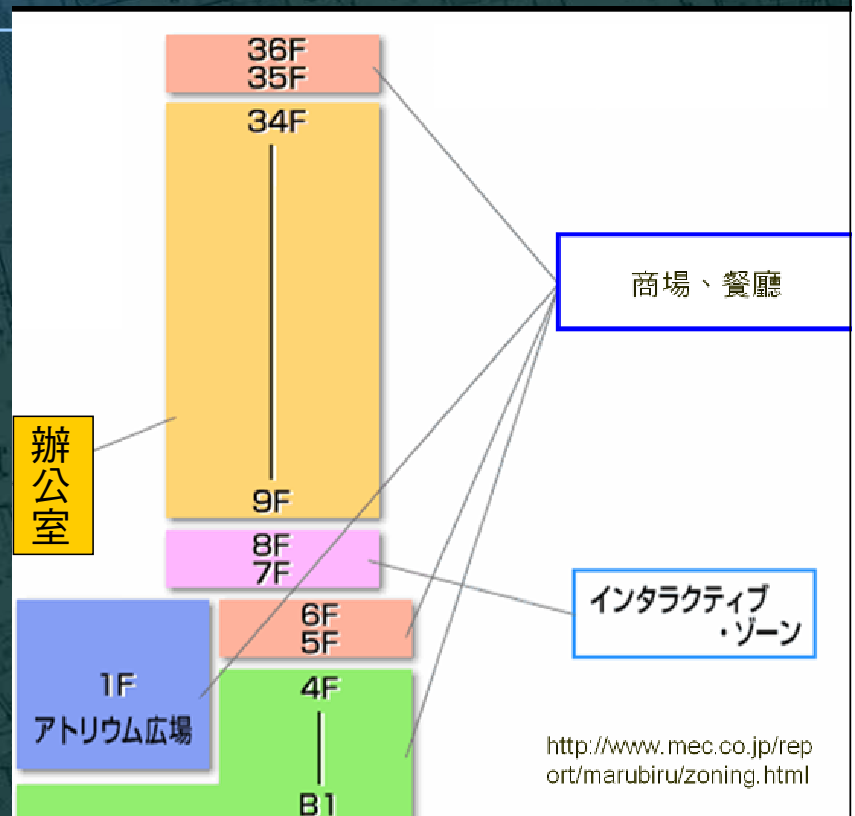 36F
35F
34F
商場、餐廳
辦
公
室
9F
8F
7F
インタラクティブ
・ゾーン
6F
5F
1F
アトリウム広場
4F
B1
http://www.mec.co.jp/rep
ort/marubiru/zoning.html